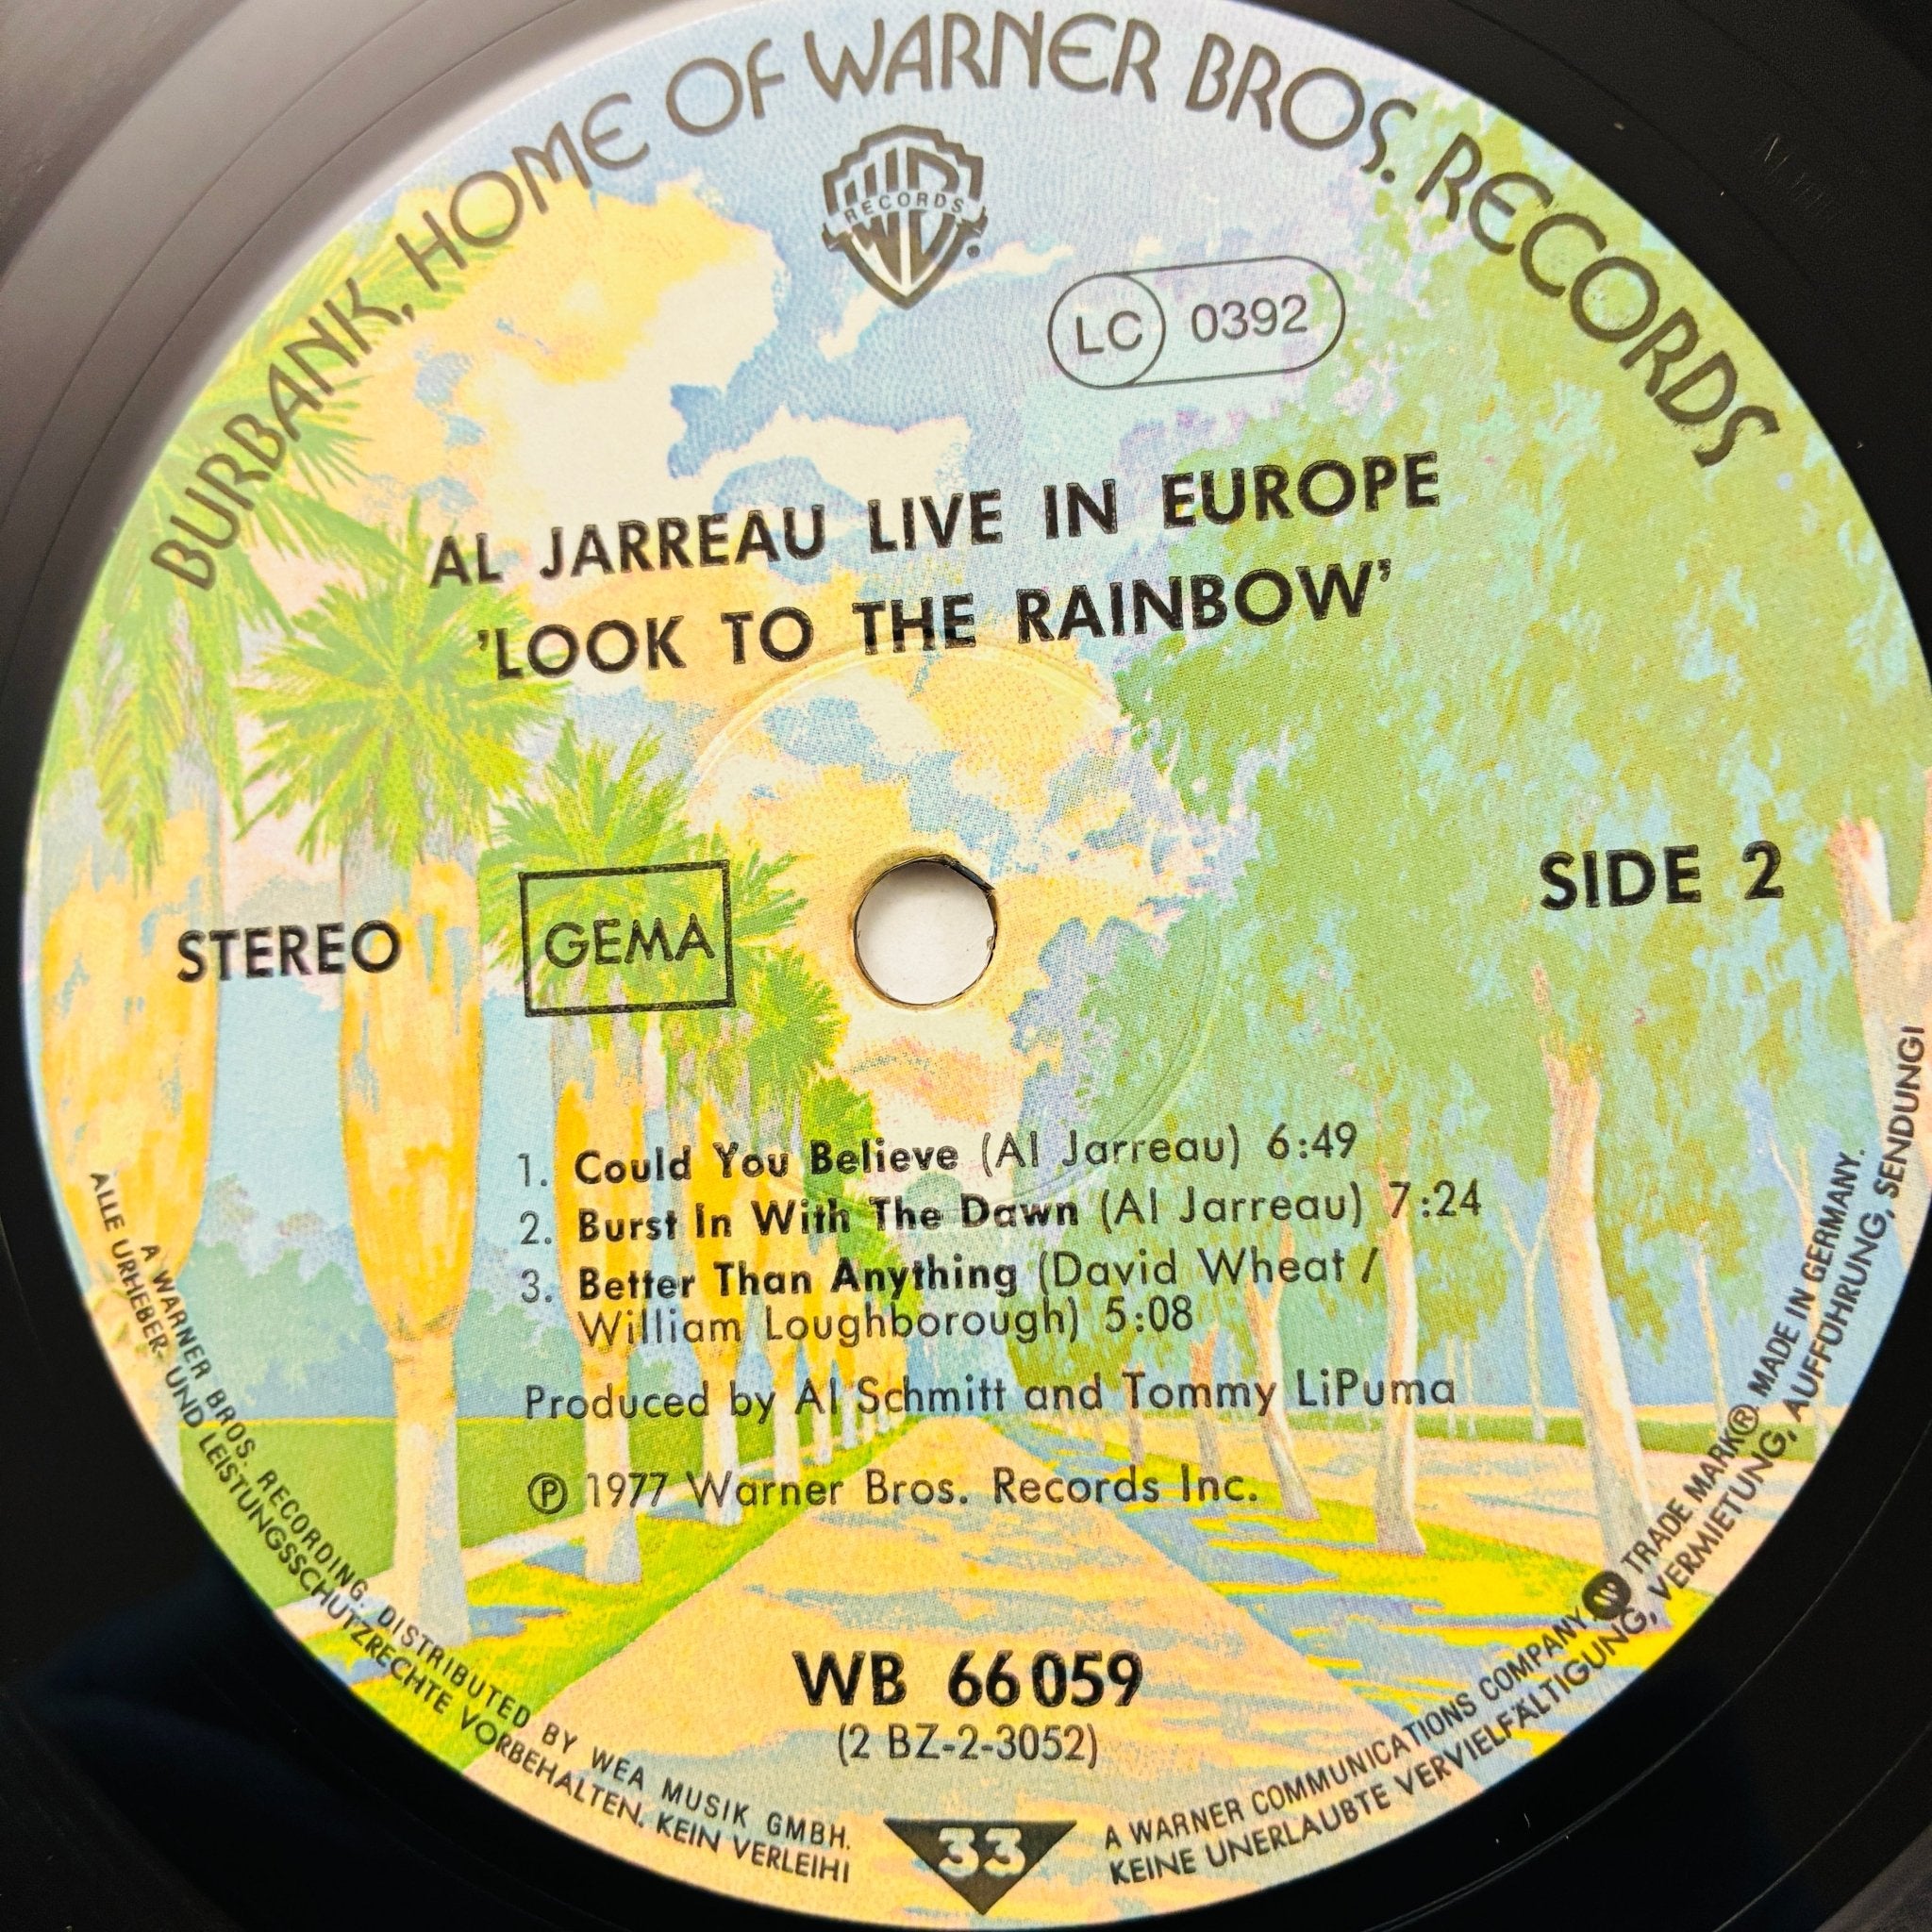 BURBANK, HOME OF WARNER BROS. RECORDS
WB
RECORDS
®
LC 0392
AL JARREAU LIVE IN EUROPE
'LOOK TO THE RAINBOW'
STEREO
GEMA
SIDE 2
1. Could You Believe (Al Jarreau) 6:49
2. Burst In With The Dawn (Al Jarreau) 7:24
3. Better Than Anything (David Wheat /
William Loughborough) 5:08
Produced by Al Schmitt and Tommy LiPuma
℗ 1977 Warner Bros. Records Inc.
WB 66059
(2 BZ-2-3052)
33
A WARNER BROS. RECORDING. DISTRIBUTED BY WEA MUSIK GMBH.
ALLE URHEBER- UND LEISTUNGSSCHUTZRECHTE VORBEHALTEN. KEIN VERLEIH!
A WARNER COMMUNICATIONS COMPANY. TRADE MARK®. MADE IN GERMANY.
KEINE UNERLAUBTE VERVIELFÄLTIGUNG, VERMIETUNG, AUFFÜHRUNG, SENDUNG!